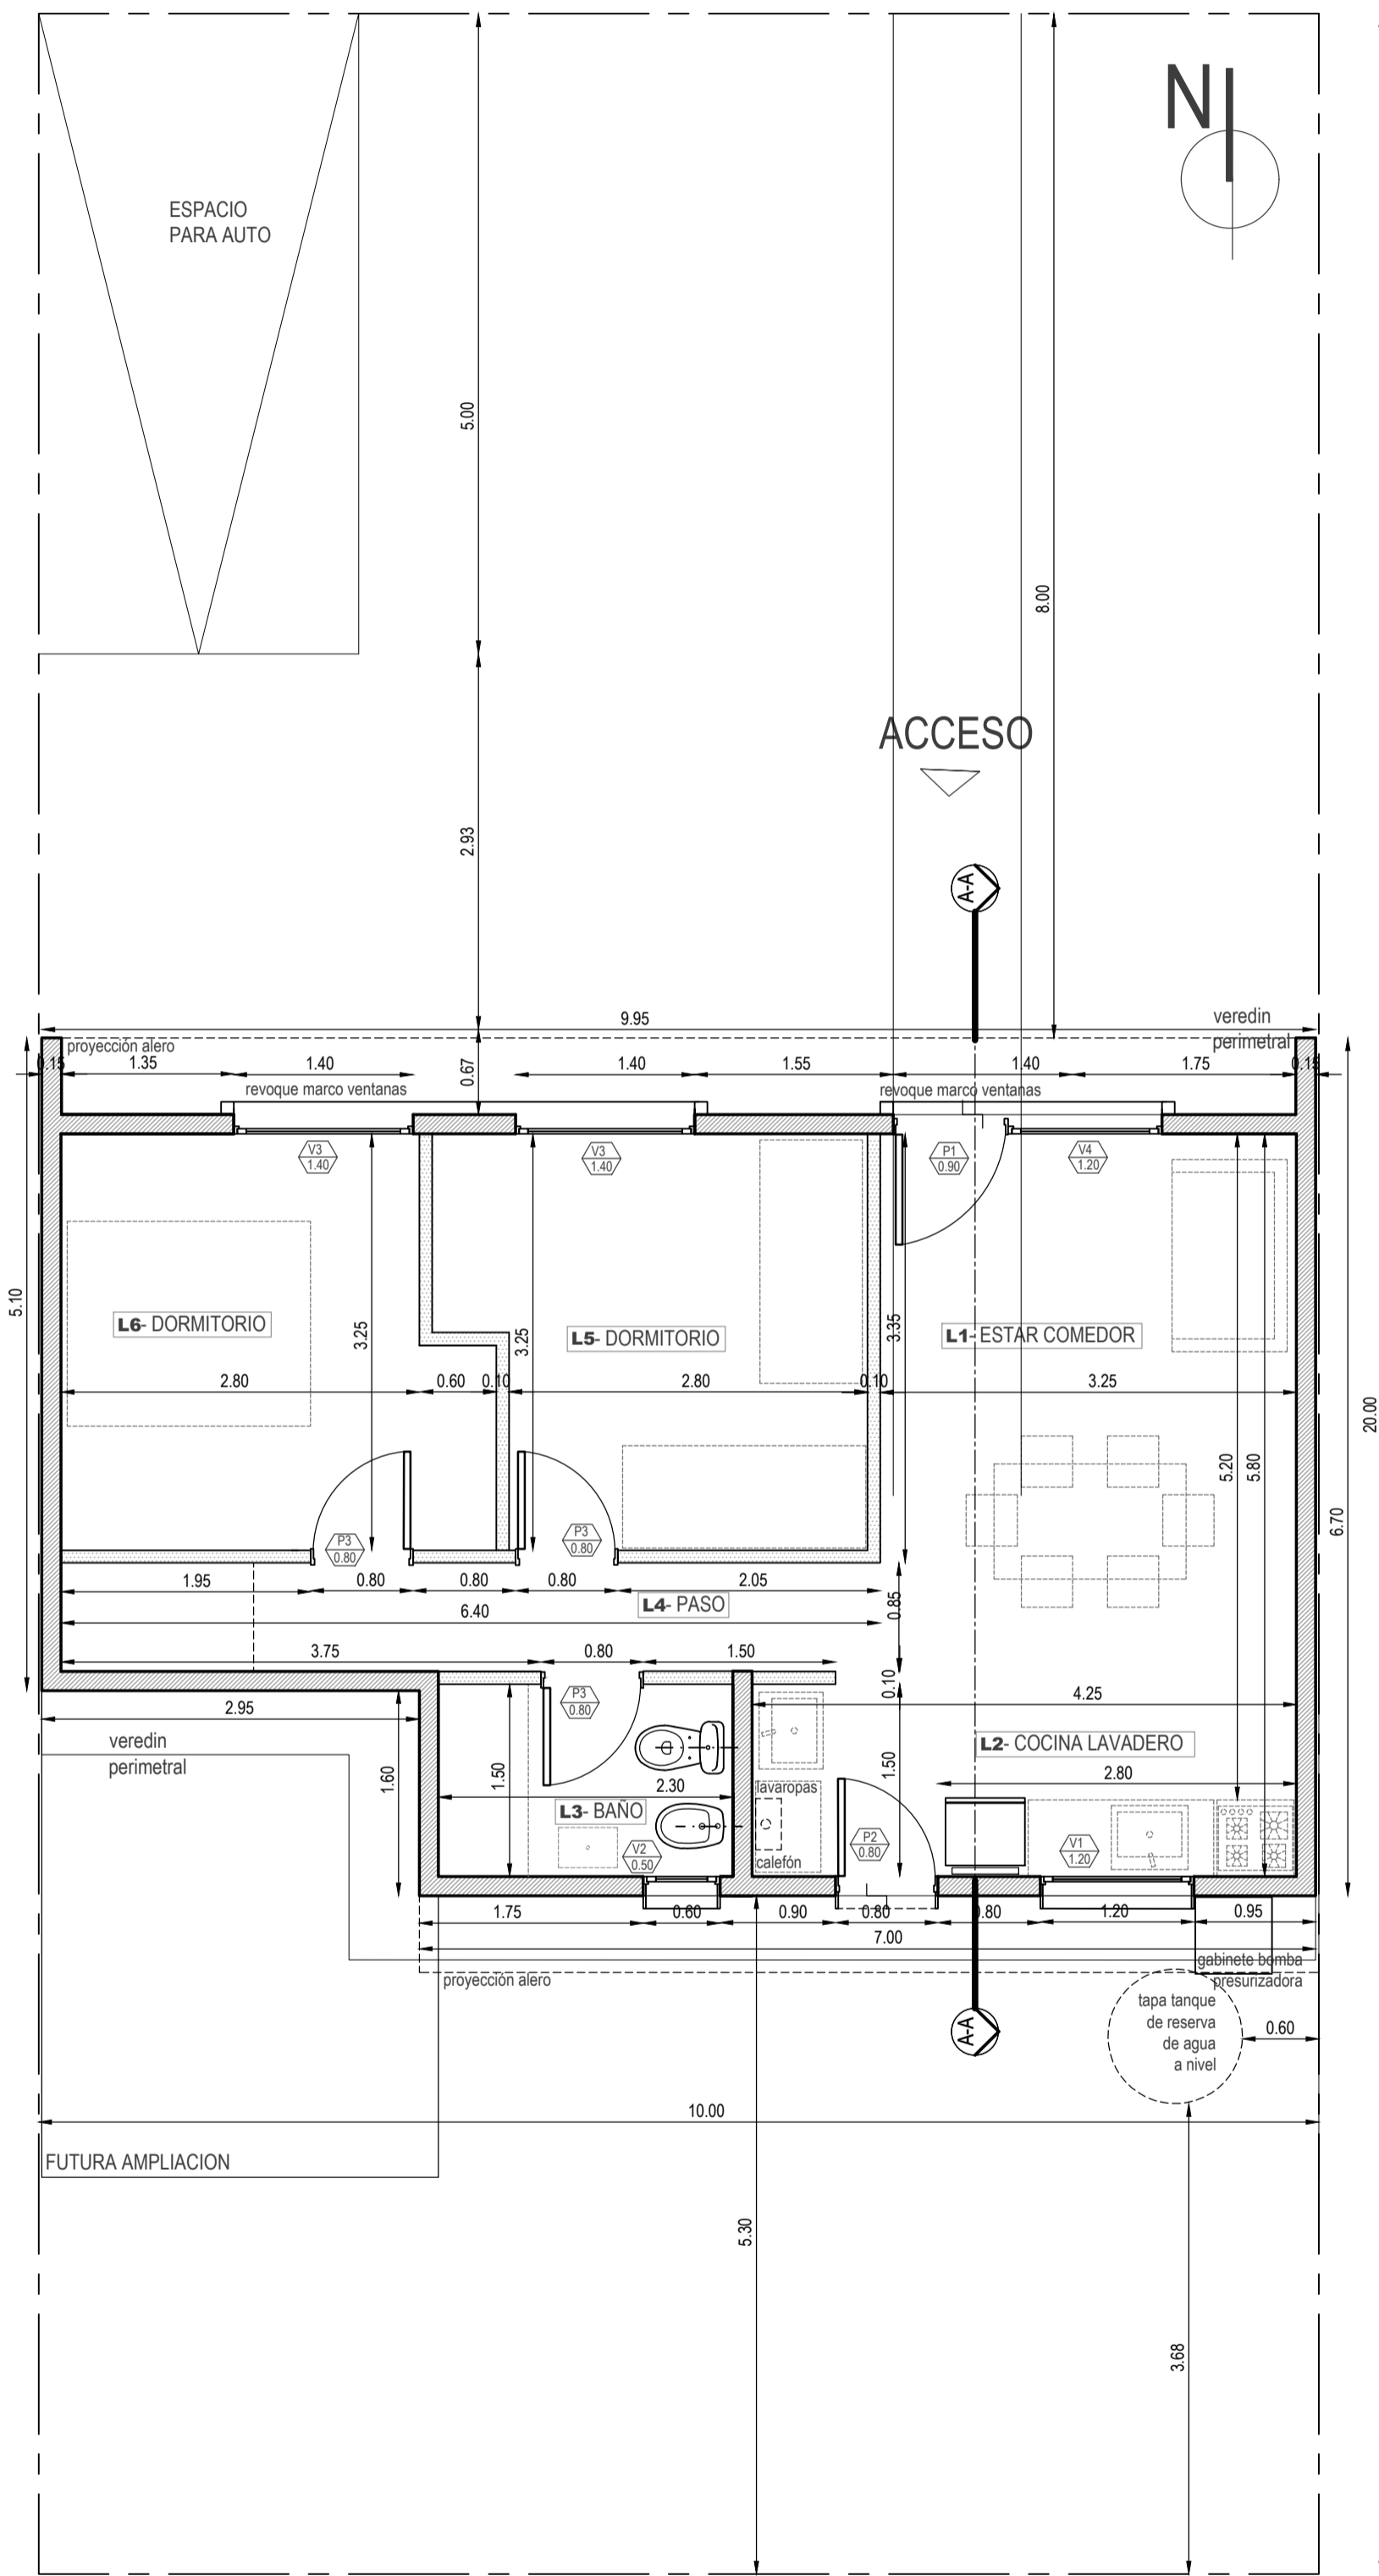 N
ESPACIO
PARA AUTO
5.00
8.00
ACCESO
2.93
A-A
9.95
veredin
perimetral
proyección alero
0.15
1.35
1.40
0.67
1.40
1.55
1.40
1.75
0.15
revoque marco ventanas
revoque marco ventanas
V3
1.40
V3
1.40
P1
0.90
V4
1.20
5.10
L6- DORMITORIO
3.25
3.25
L5- DORMITORIO
3.35
L1- ESTAR COMEDOR
2.80
0.60
0.10
2.80
0.10
3.25
20.00
5.20
5.80
6.70
P3
0.80
P3
0.80
1.95
0.80
0.80
0.80
2.05
L4- PASO
0.85
6.40
3.75
0.80
1.50
0.10
P3
0.80
4.25
2.95
veredin
perimetral
L2- COCINA LAVADERO
1.60
1.50
2.30
1.50
2.80
lavaropas
L3- BAÑO
V2
0.50
P2
0.80
V1
1.20
calefón
1.75
0.60
0.90
0.80
0.80
1.20
0.95
7.00
gabinete bomba
presurizadora
proyección alero
tapa tanque
de reserva
de agua
a nivel
0.60
A-A
10.00
FUTURA AMPLIACION
5.30
3.68